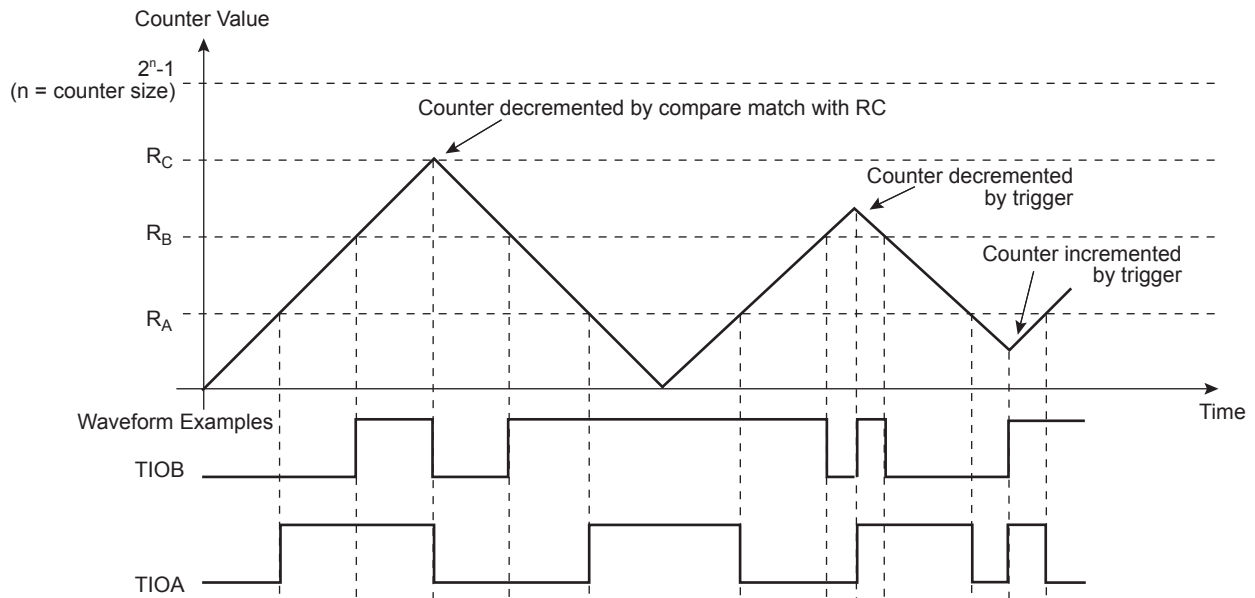 Counter Value
2ⁿ-1
(n = counter size)
Counter decremented by compare match with RC
R_C
Counter decremented
by trigger
R_B
Counter incremented
by trigger
R_A
Time
Waveform Examples
TIOB
TIOA